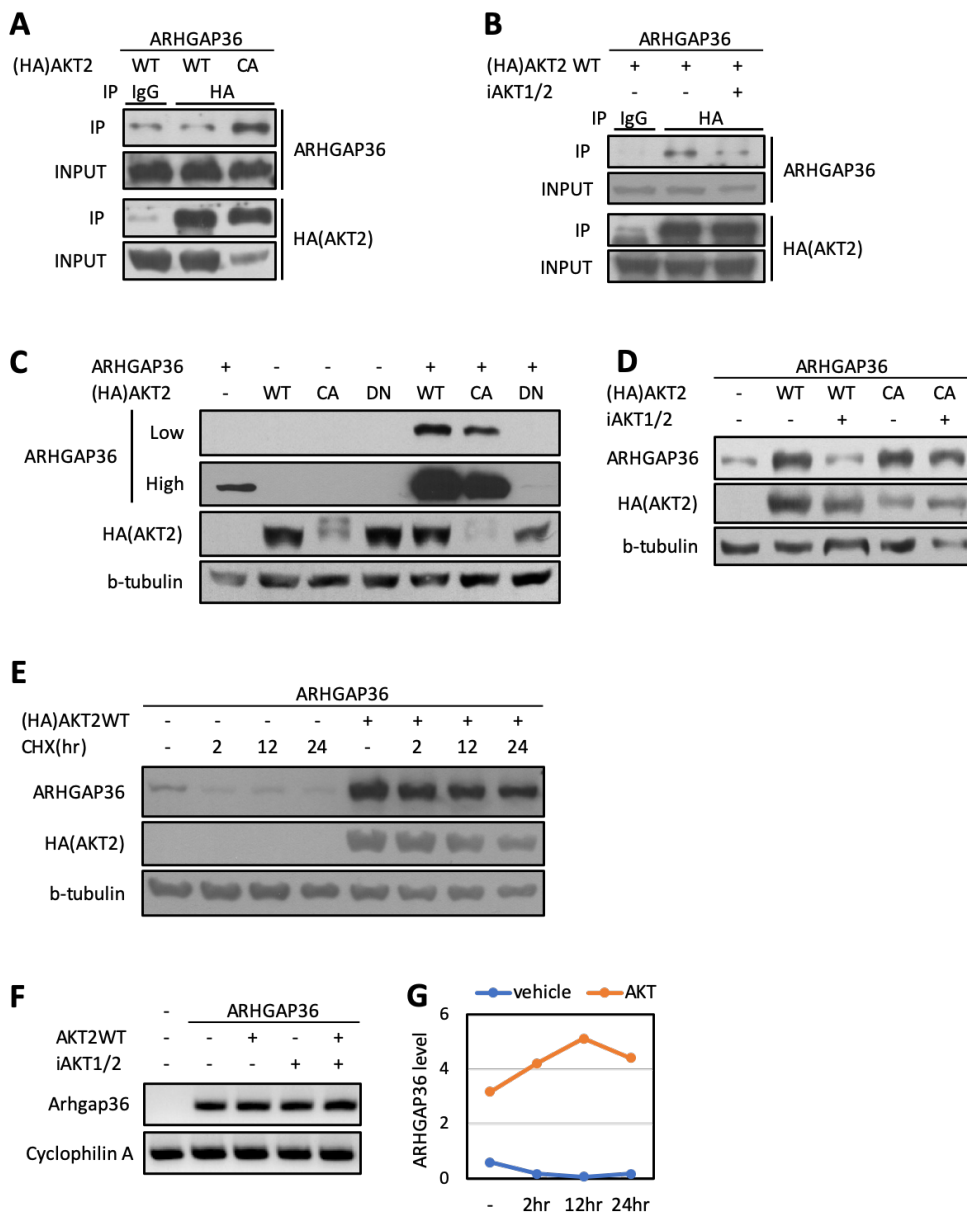 A
ARHGAP36
(HA)AKT2 WT WT CA
IP IgG HA
IP
ARHGAP36
INPUT
IP
HA(AKT2)
INPUT
B
ARHGAP36
(HA)AKT2 WT + + +
iAKT1/2 - - +
IP IgG HA
IP
ARHGAP36
INPUT
IP
HA(AKT2)
INPUT
C
ARHGAP36 + - - - + + +
(HA)AKT2 - WT CA DN WT CA DN
Low
ARHGAP36
High
HA(AKT2)
b-tubulin
D
ARHGAP36
(HA)AKT2 - WT WT CA CA
iAKT1/2 - - + - +
ARHGAP36
HA(AKT2)
b-tubulin
E
ARHGAP36
(HA)AKT2WT - - - - + + + +
CHX(hr) - 2 12 24 - 2 12 24
ARHGAP36
HA(AKT2)
b-tubulin
F
- ARHGAP36
AKT2WT - - + - +
iAKT1/2 - - - + +
Arhgap36
Cyclophilin A
G
vehicle AKT
6
4
2
0
ARHGAP36 level
- 2hr 12hr 24hr